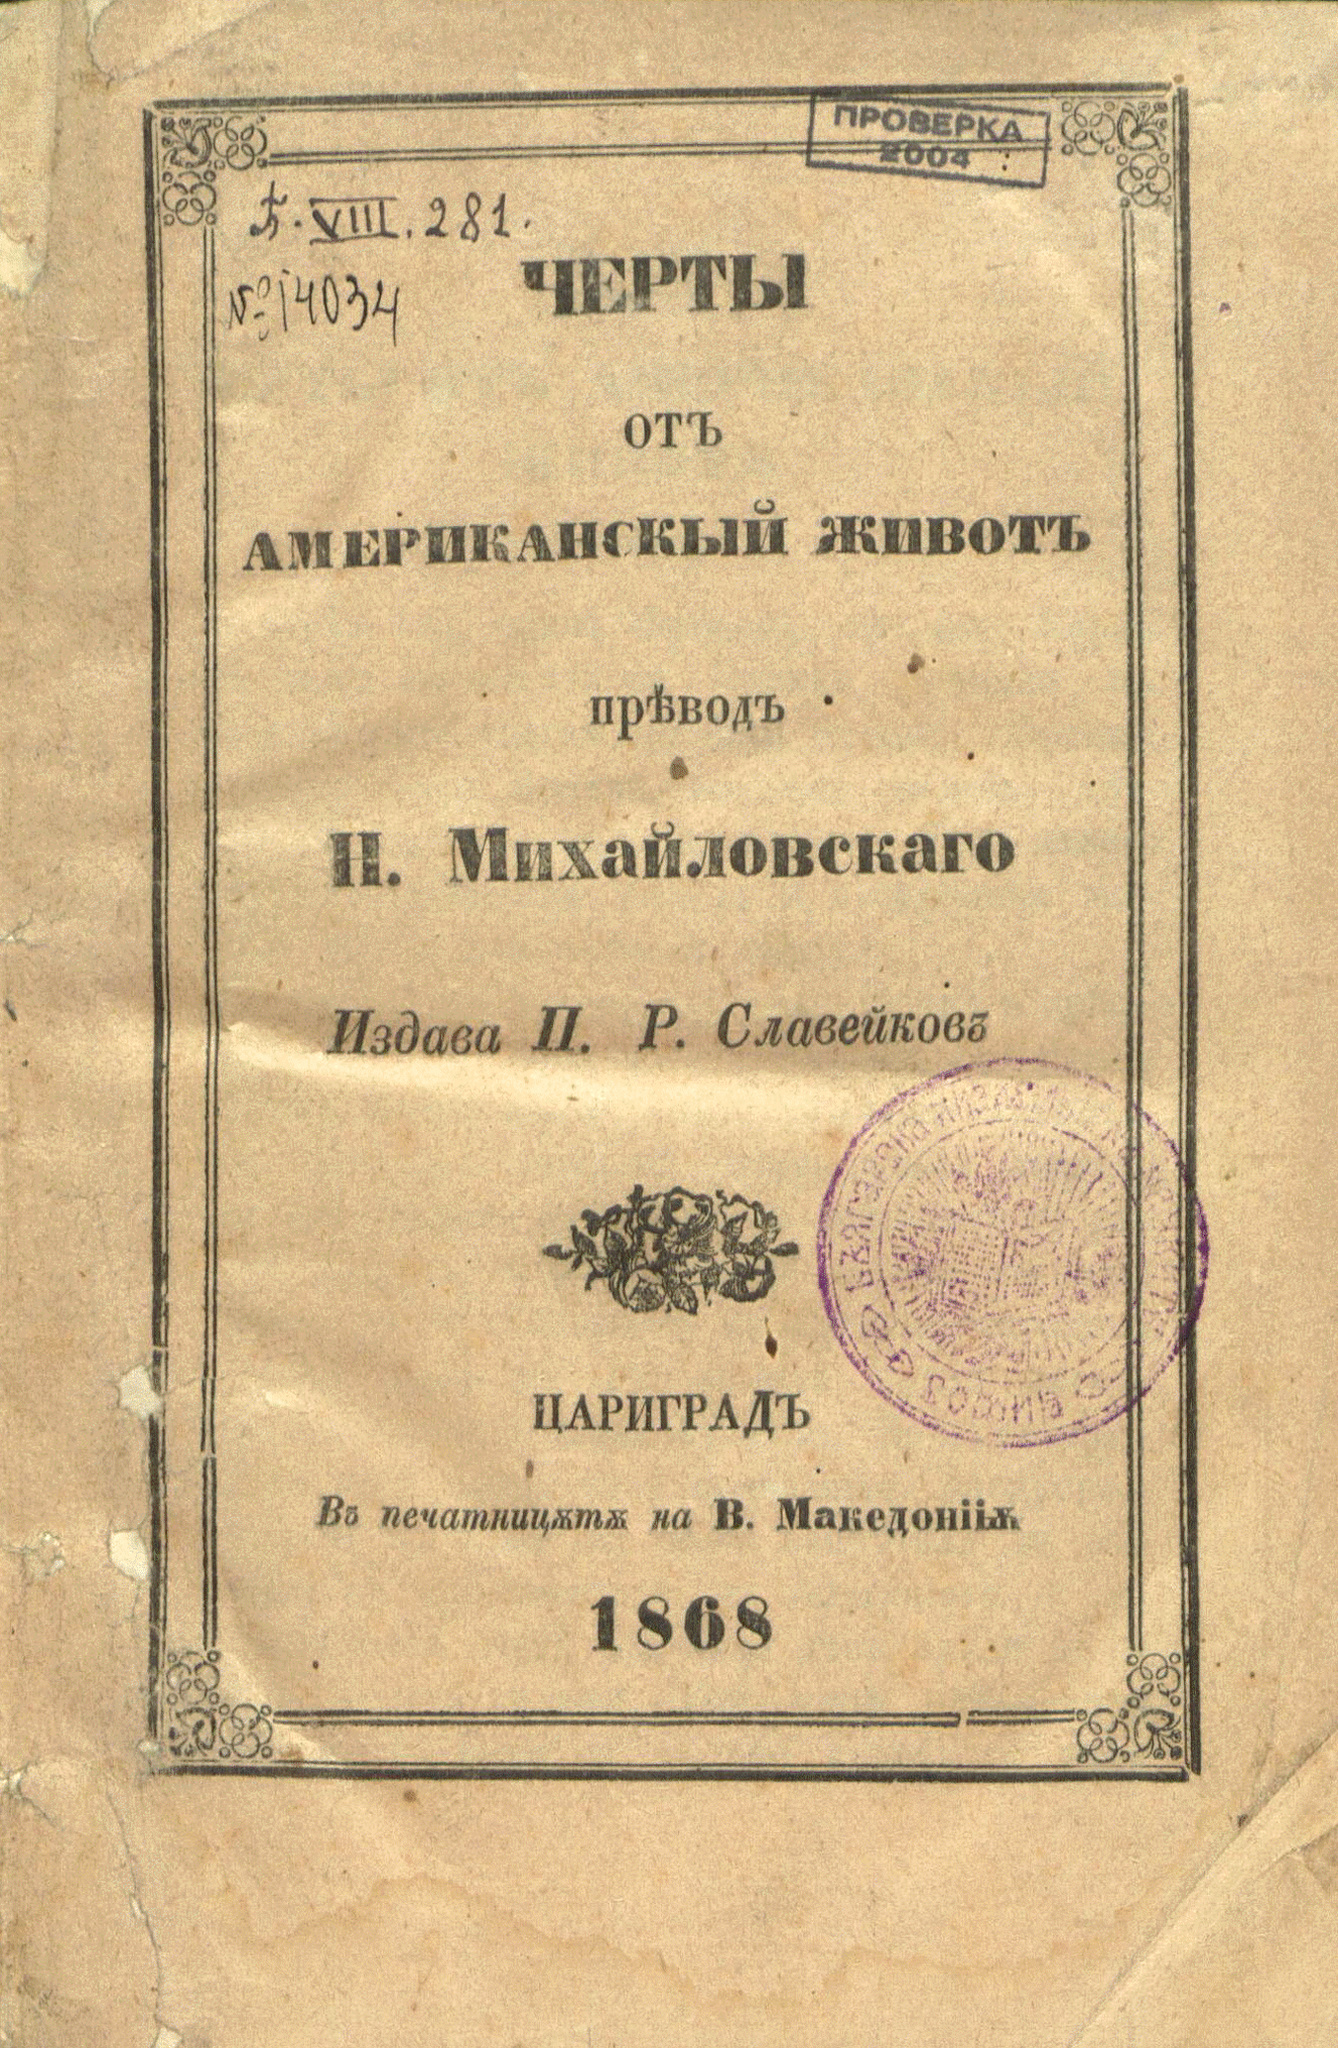 ПРОВЕРКА
2004
Б. VIII. 281.
№ 14034
ЧЕРТЫ
отъ
АМЕРИКАНСКЫЙ ЖИВОТЪ
прѣводъ
Н. Михайловскаго
Издава П. Р. Славейковъ
ЦАРИГРАДЪ
Въ печатницѫтѫ на В. Македоніѭ
1868